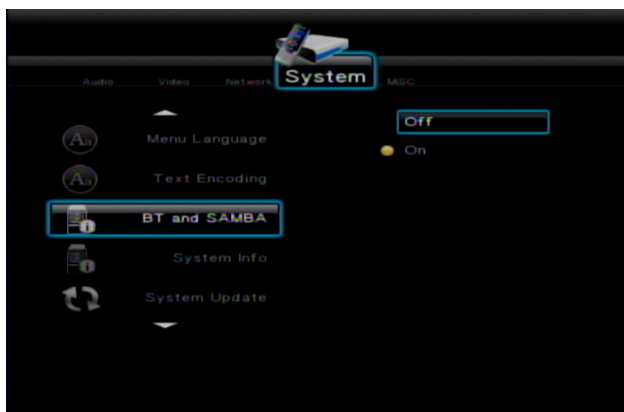 Audio Video Network System MISC
Menu Language
Text Encoding
BT and SAMBA
System Info
System Update
Off
On